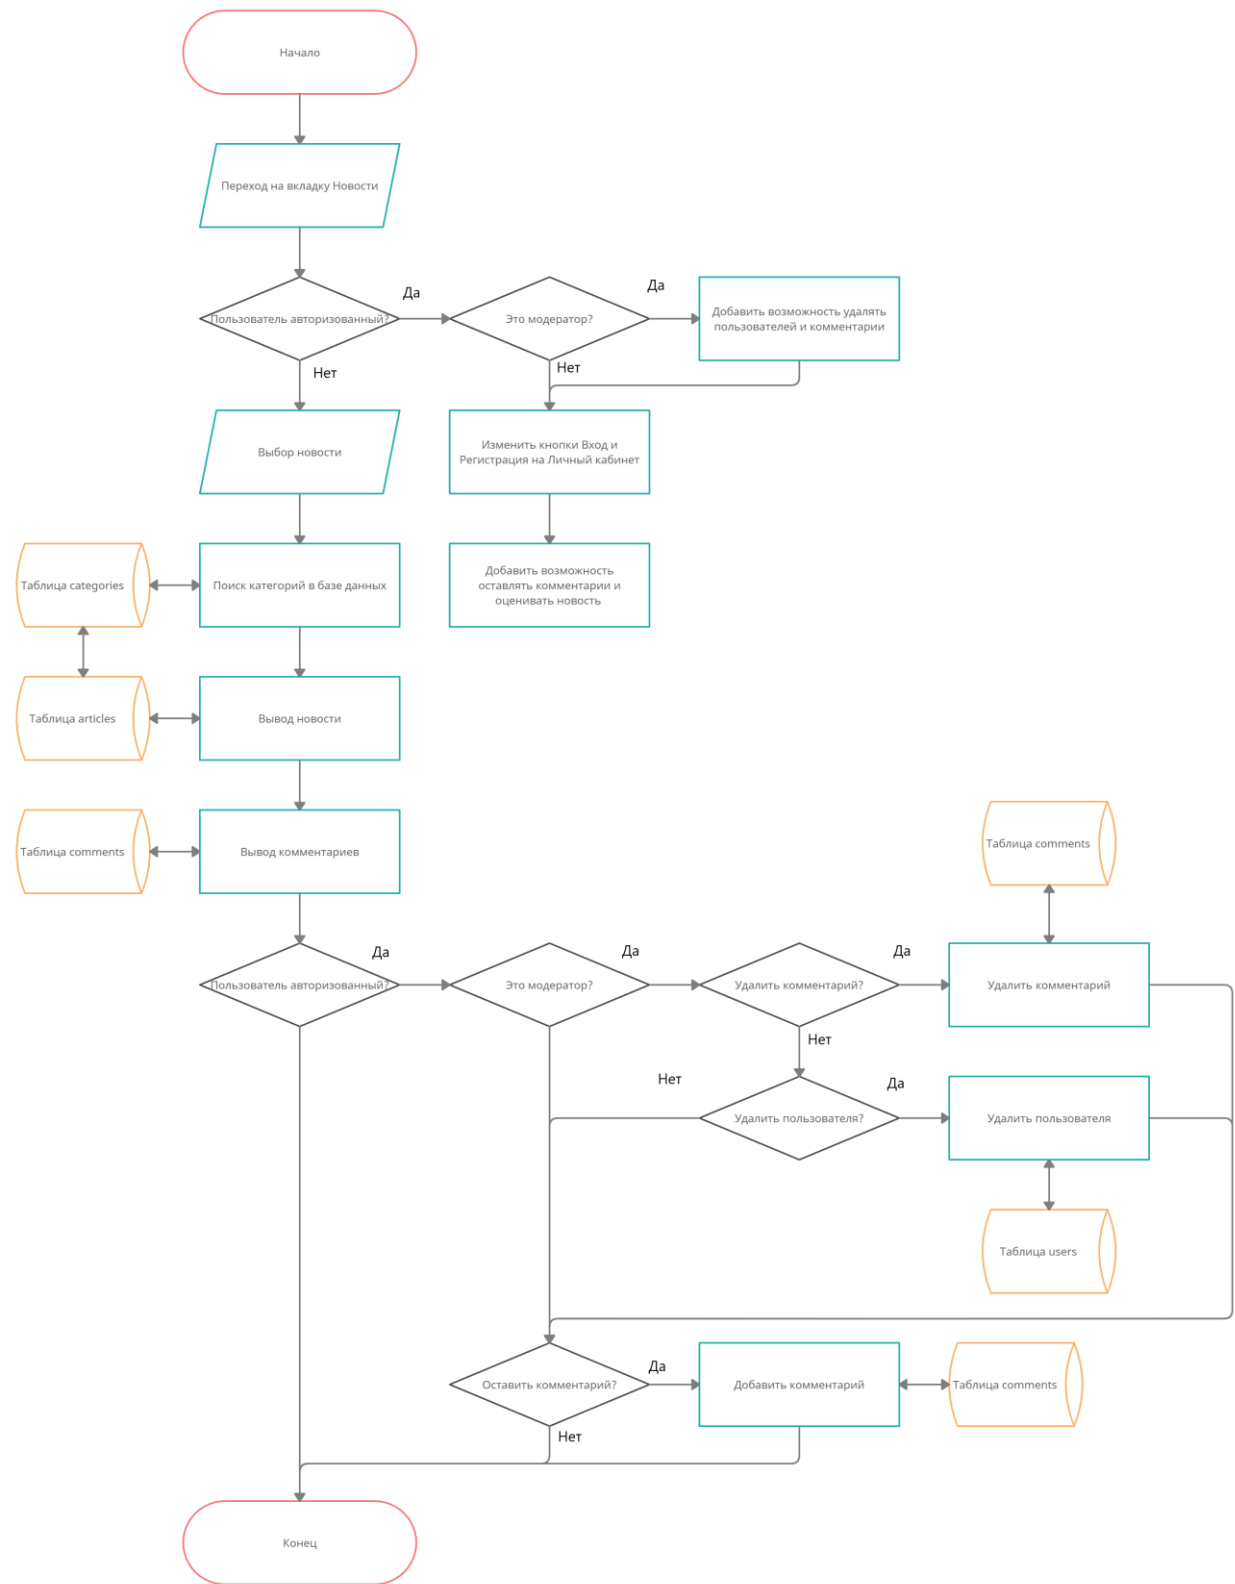 Начало
Переход на вкладку Новости
Да
Да
Пользователь авторизованный?
Это модератор?
Добавить возможность удалять
пользователей и комментарии
Нет
Нет
Выбор новости
Изменить кнопки Вход и
Регистрация на Личный кабинет
Таблица categories
Поиск категорий в базе данных
Добавить возможность
оставлять комментарии и
оценивать новость
Таблица articles
Вывод новости
Таблица comments
Вывод комментариев
Таблица comments
Да
Да
Да
Пользователь авторизованный?
Это модератор?
Удалить комментарий?
Удалить комментарий
Нет
Нет
Да
Удалить пользователя?
Удалить пользователя
Таблица users
Да
Оставить комментарий?
Добавить комментарий
Таблица comments
Нет
Конец